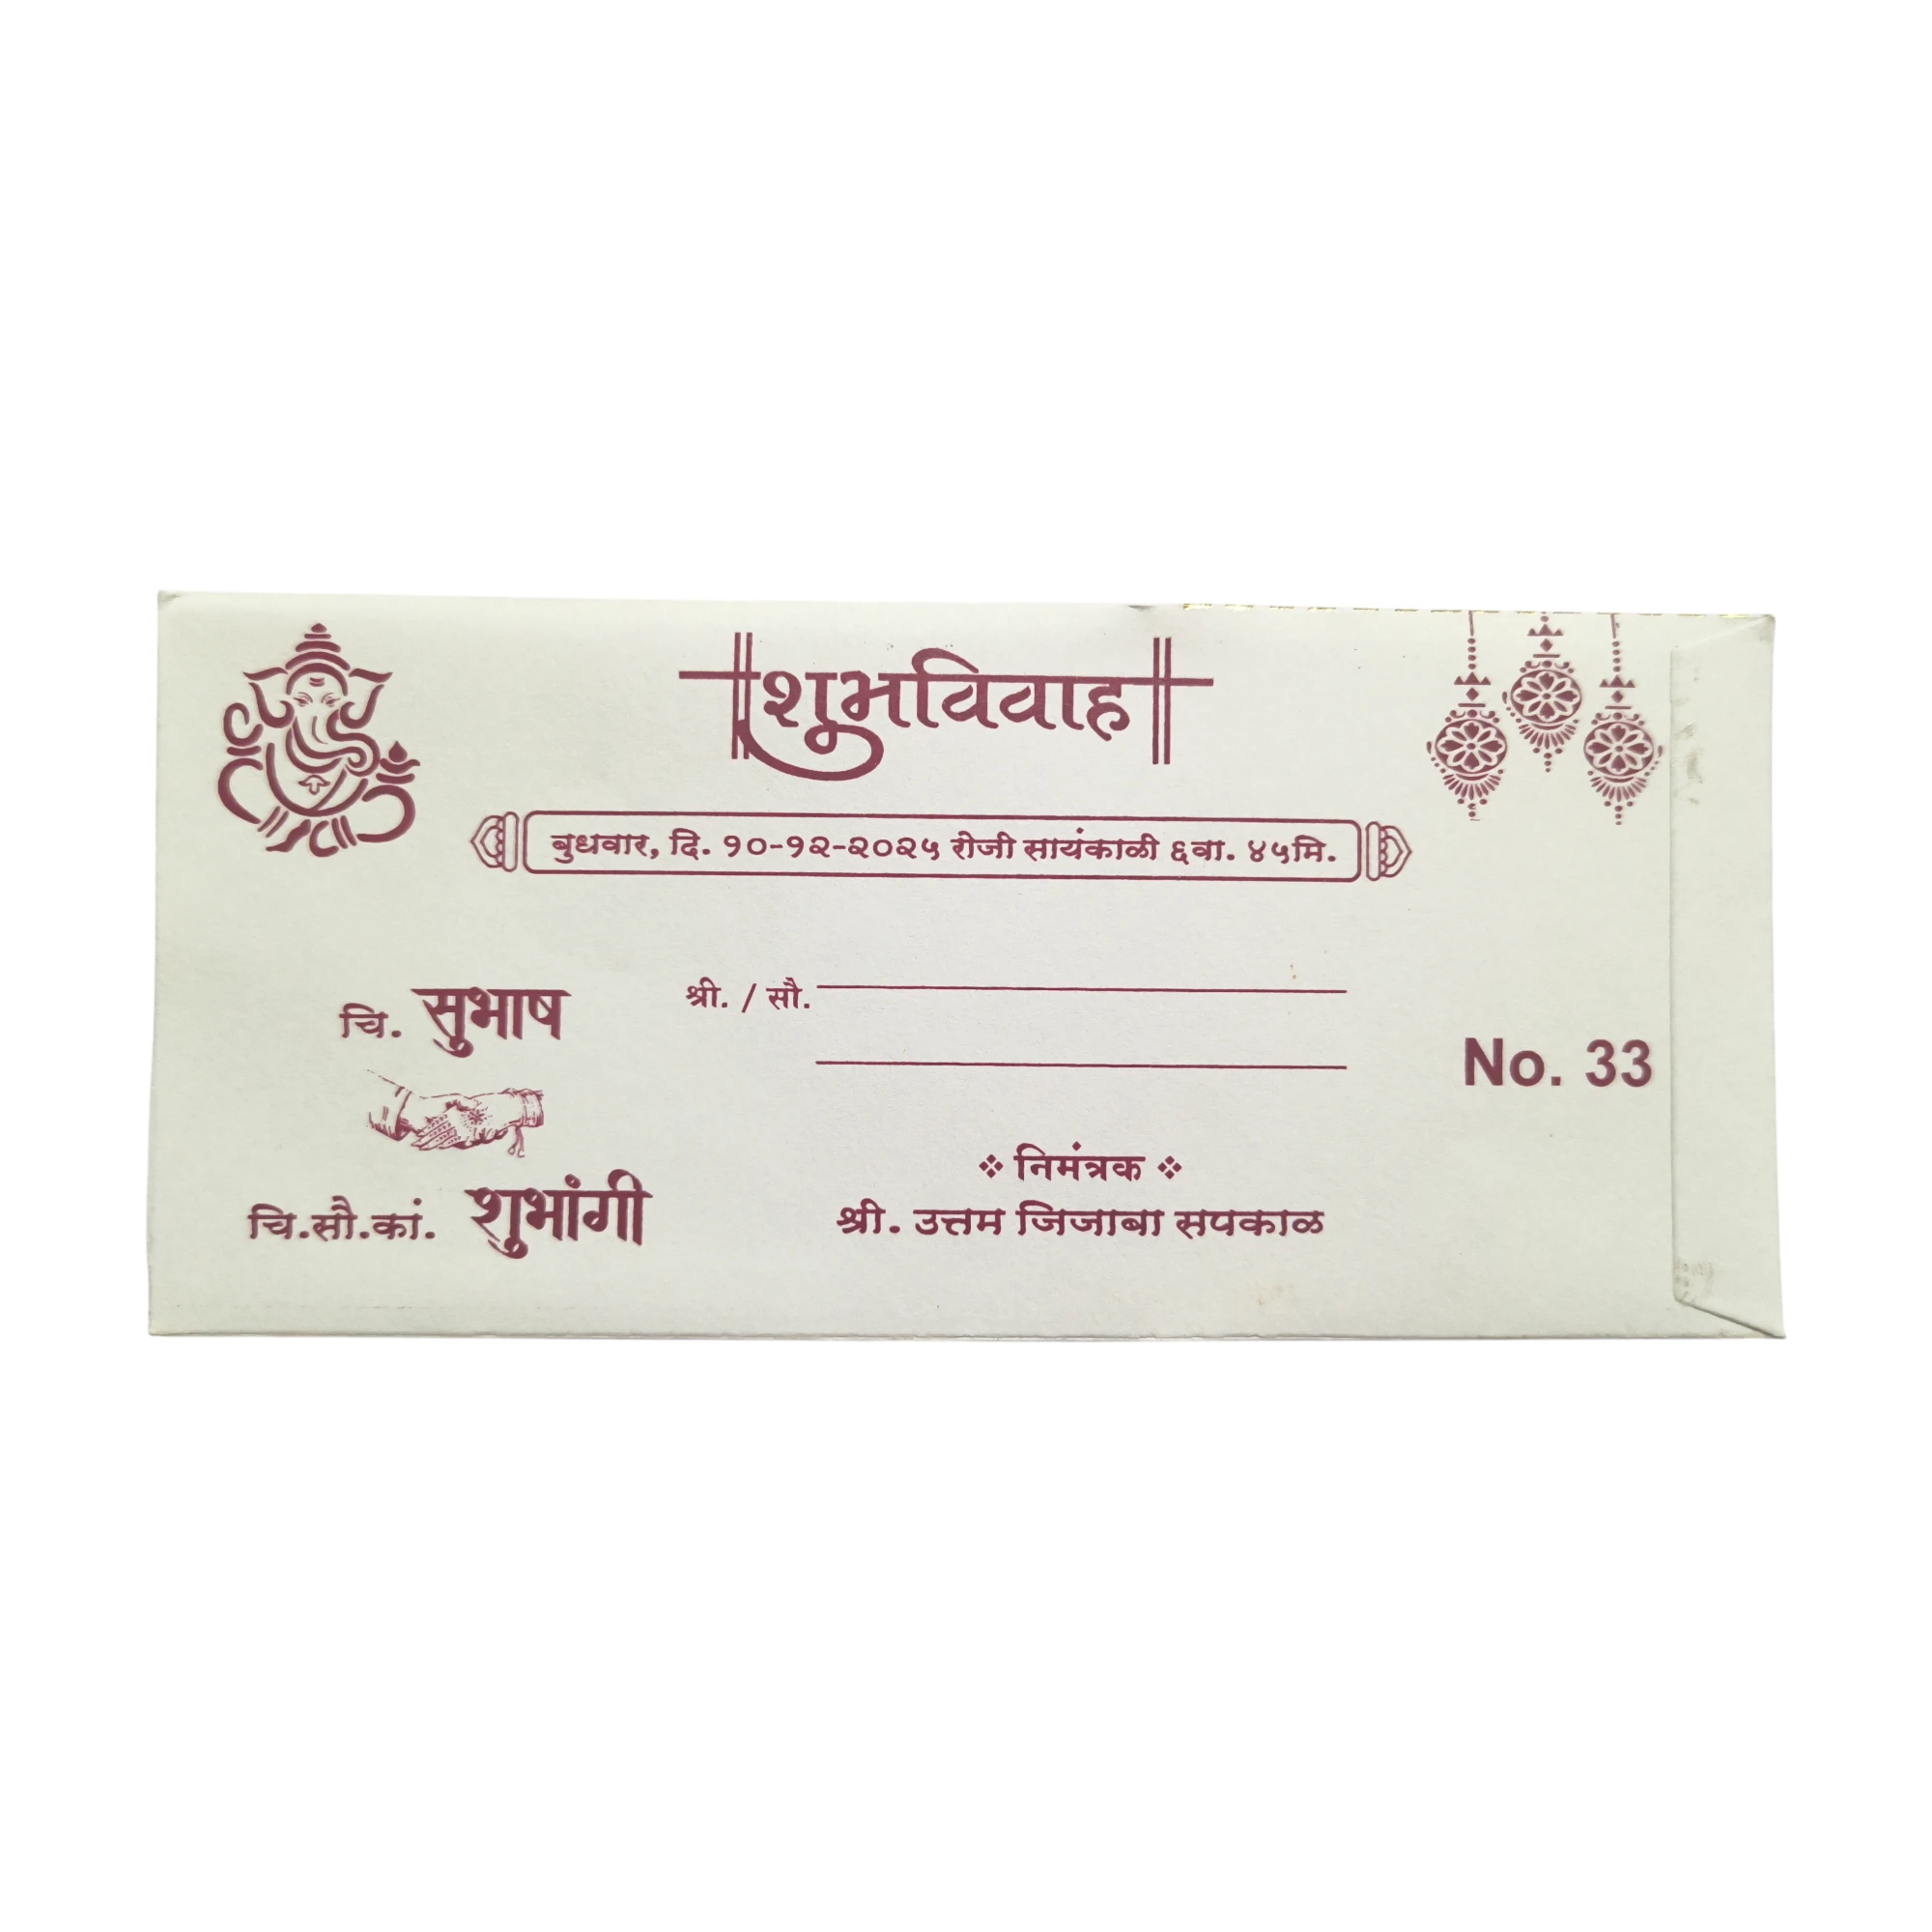 शुभविवाह
बुधवार, दि. १०-१२-२०२५ रोजी सायंकाळी ६वा. ४५मि.
चि. सुभाष
चि.सौ.कां. शुभांगी
श्री. / सौ.
❖ निमंत्रक ❖
श्री. उत्तम जिजाबा सपकाळ
No. 33